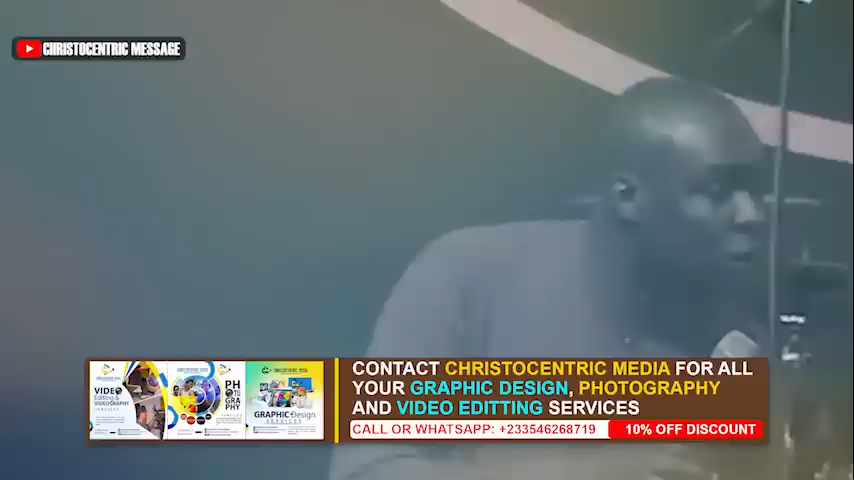 CHRISTOCENTRIC MESSAGE
CONTACT CHRISTOCENTRIC MEDIA FOR ALL
YOUR GRAPHIC DESIGN, PHOTOGRAPHY
AND VIDEO EDITTING SERVICES
CALL OR WHATSAPP: +233546268719
10% OFF DISCOUNT
VIDEO
Editing &
VIDEOGRAPHY
SERVICES
PH
OTO
GRA
PHY
GRAPHIC Design
SERVICES